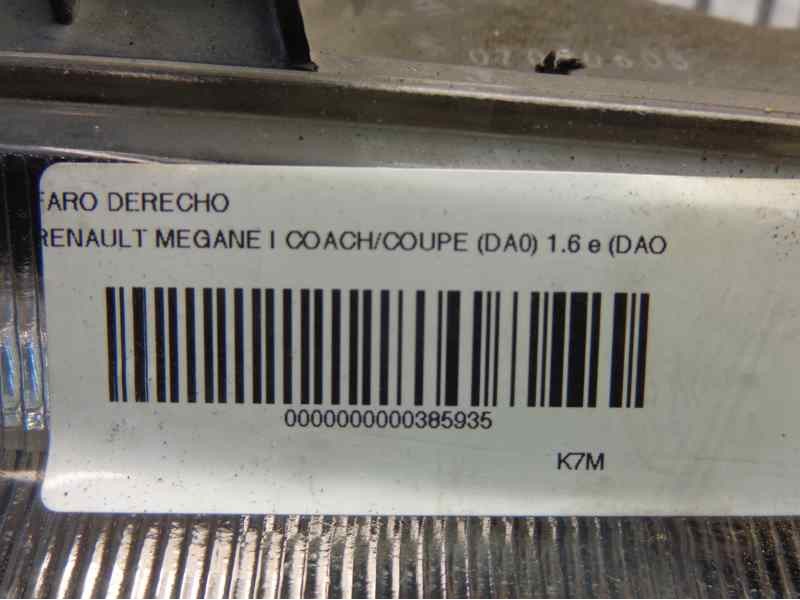 FARO DERECHO
RENAULT MEGANE I COACH/COUPE (DA0) 1.6 e (DAO
0000000000385935
K7M